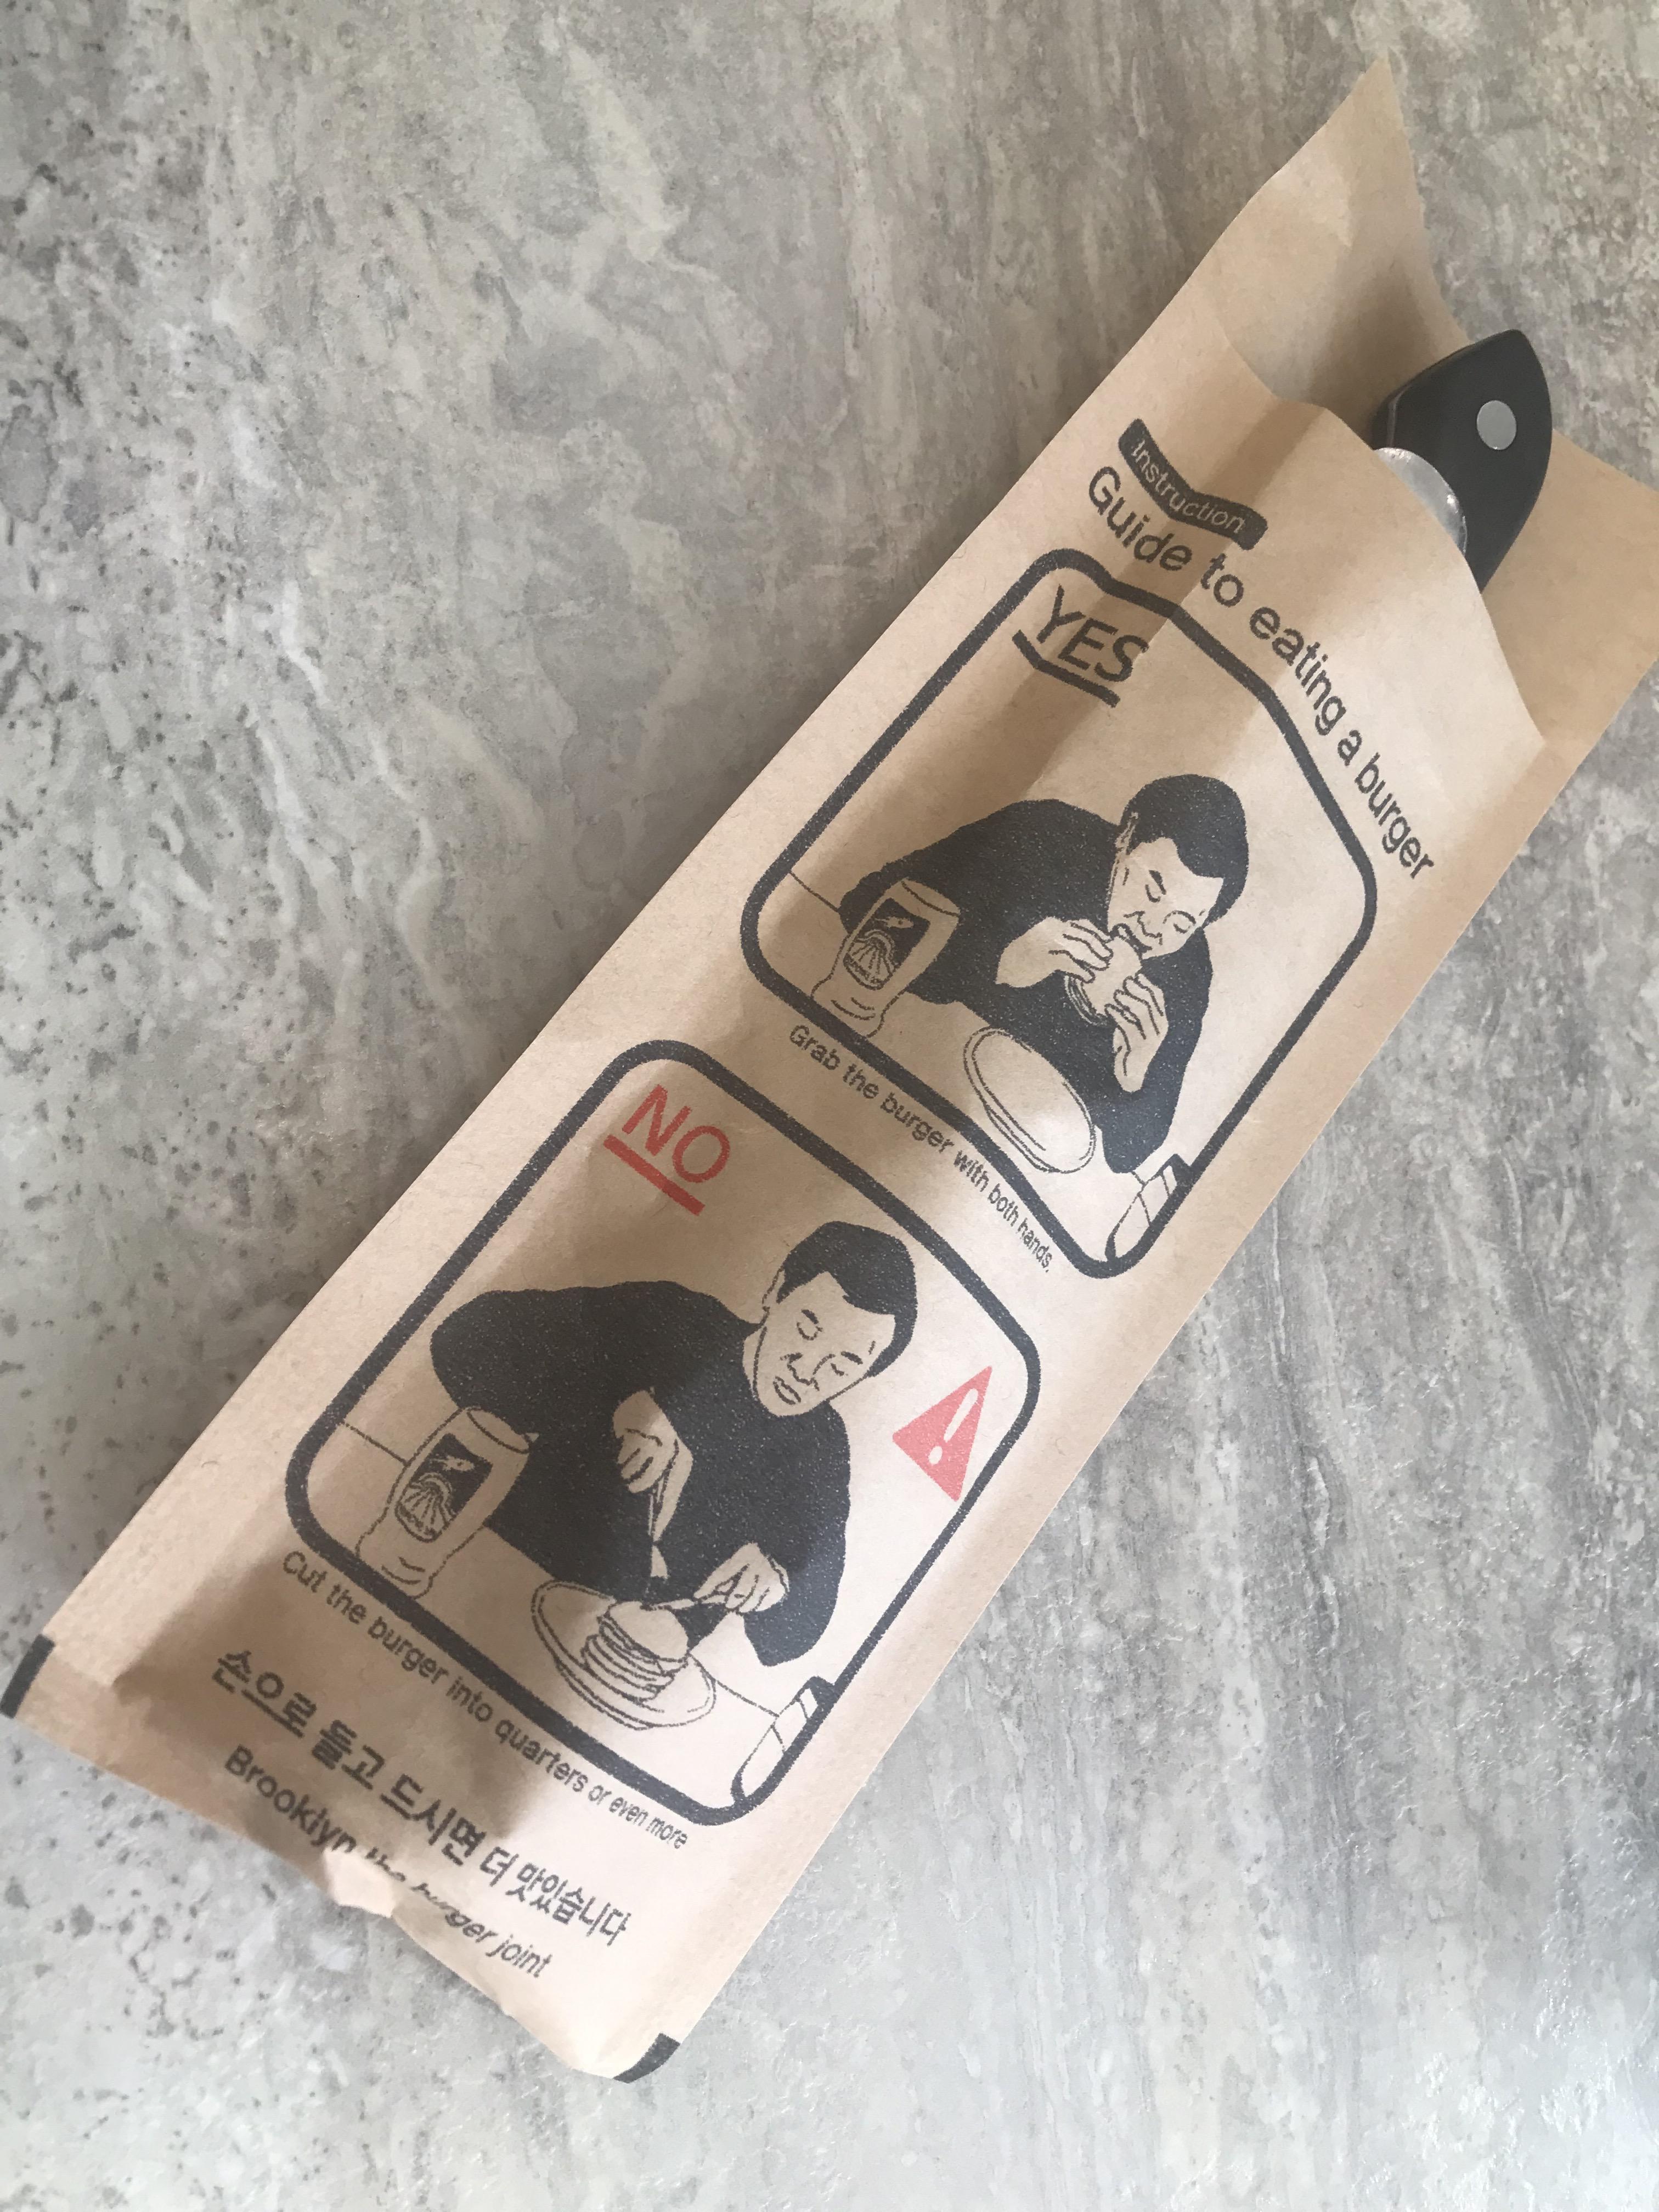 Instruction
Guide to eating a burger
YES
Grab the burger with both hands.
NO
Cut the burger into quarters or even more
손으로 들고 드시면 더 맛있습니다
Brooklyn the burger joint